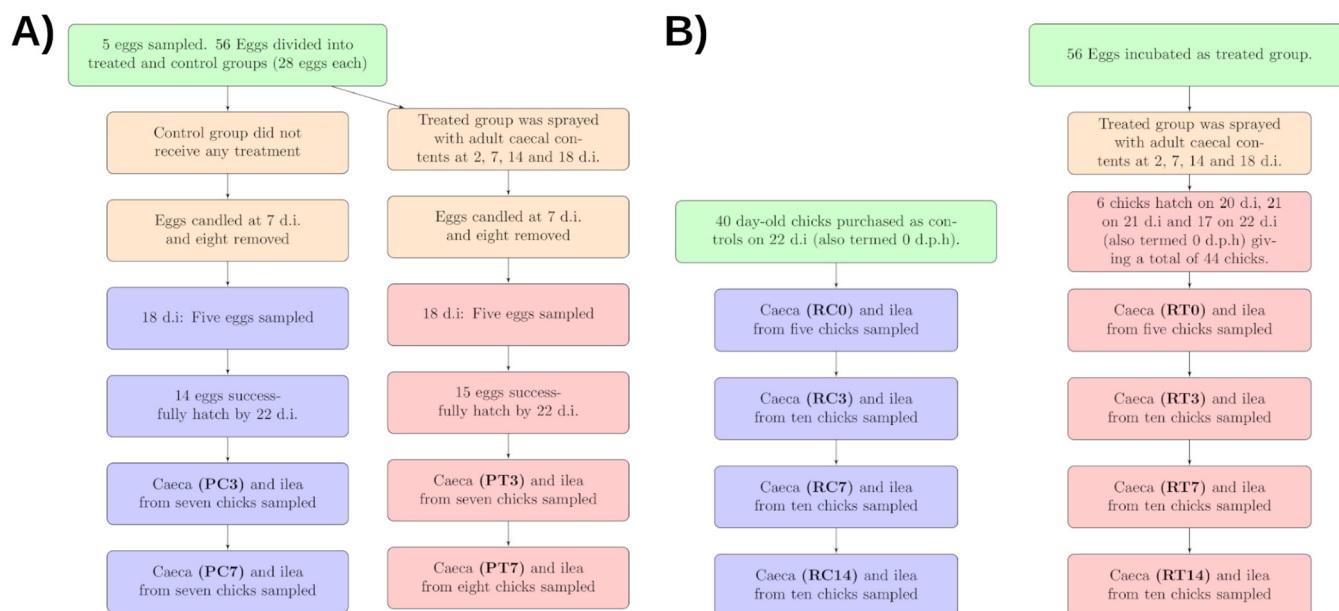 A)
5 eggs sampled. 56 Eggs divided into
treated and control groups (28 eggs each)
Control group did not
receive any treatment
Eggs candled at 7 d.i.
and eight removed
18 d.i: Five eggs sampled
14 eggs success-
fully hatch by 22 d.i.
Caeca (PC3) and ilea
from seven chicks sampled
Caeca (PC7) and ilea
from seven chicks sampled
Treated group was sprayed
with adult caecal con-
tents at 2, 7, 14 and 18 d.i.
Eggs candled at 7 d.i.
and eight removed
18 d.i: Five eggs sampled
15 eggs success-
fully hatch by 22 d.i.
Caeca (PT3) and ilea
from seven chicks sampled
Caeca (PT7) and ilea
from eight chicks sampled
B)
40 day-old chicks purchased as con-
trols on 22 d.i (also termed 0 d.p.h).
Caeca (RC0) and ilea
from five chicks sampled
Caeca (RC3) and ilea
from ten chicks sampled
Caeca (RC7) and ilea
from ten chicks sampled
Caeca (RC14) and ilea
from ten chicks sampled
56 Eggs incubated as treated group.
Treated group was sprayed
with adult caecal con-
tents at 2, 7, 14 and 18 d.i.
6 chicks hatch on 20 d.i, 21
on 21 d.i and 17 on 22 d.i
(also termed 0 d.p.h) giv-
ing a total of 44 chicks.
Caeca (RT0) and ilea
from five chicks sampled
Caeca (RT3) and ilea
from ten chicks sampled
Caeca (RT7) and ilea
from ten chicks sampled
Caeca (RT14) and ilea
from ten chicks sampled